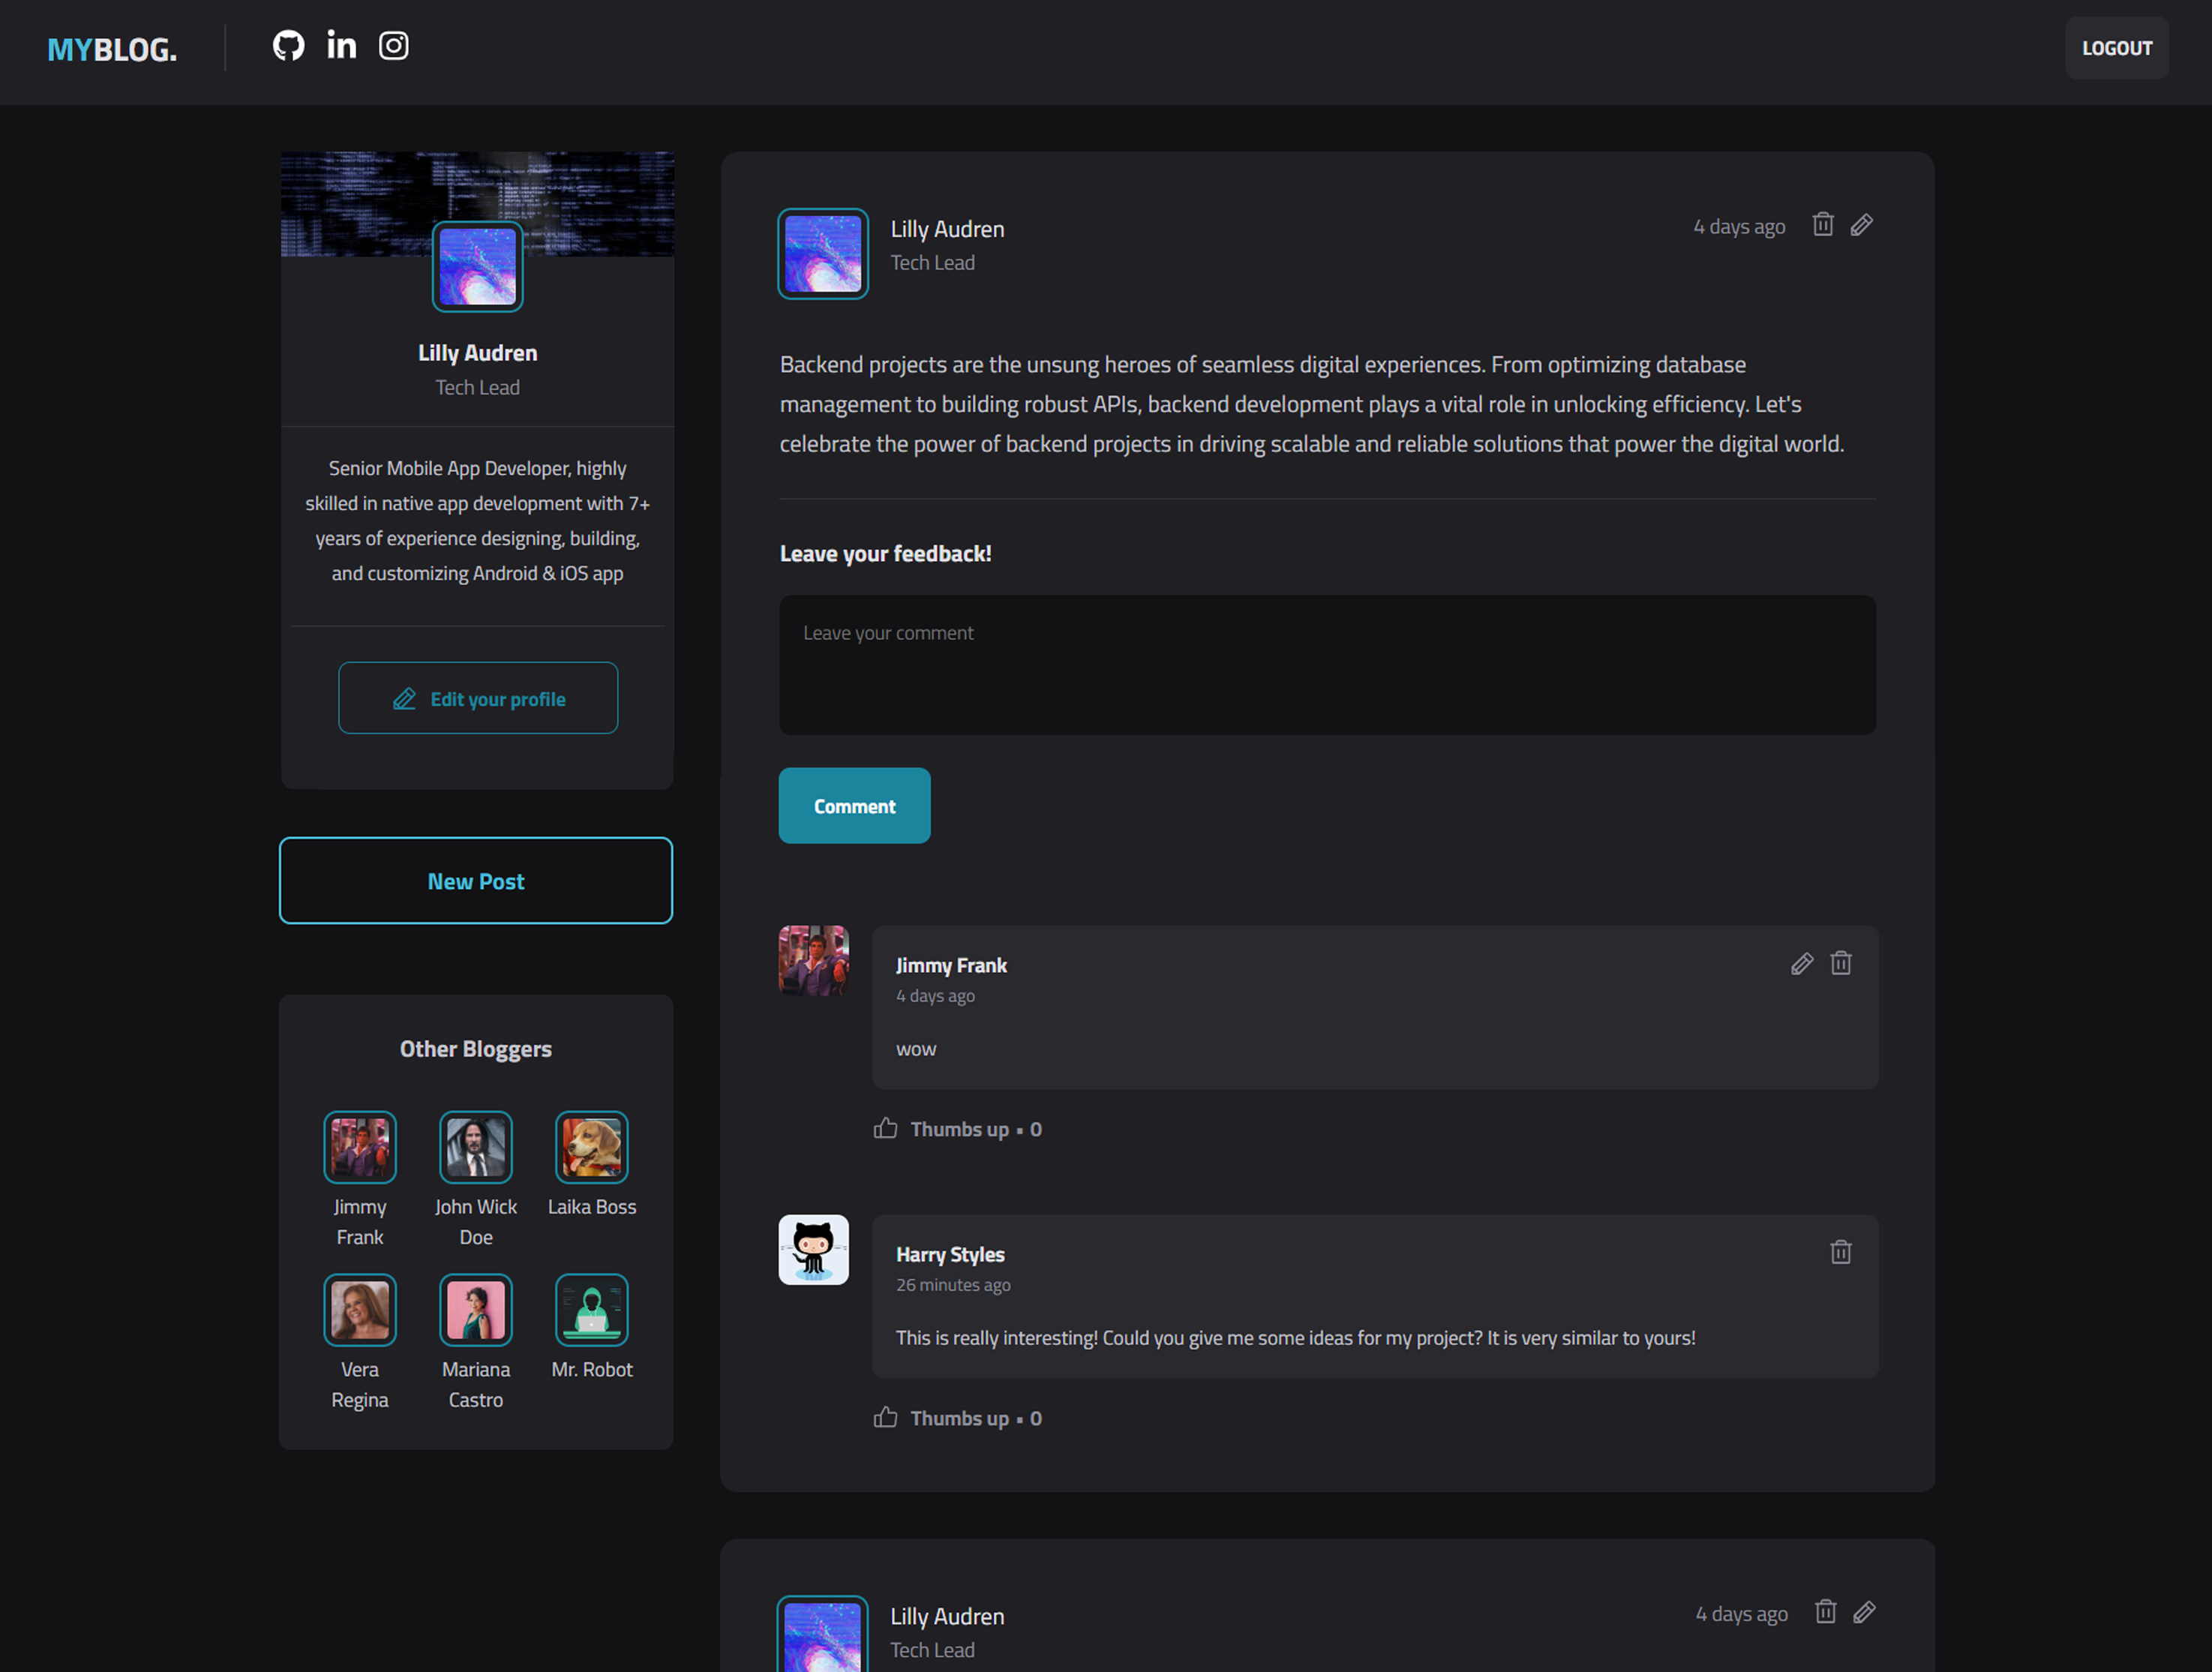 MYBLOG.
LOGOUT
Lilly Audren
Tech Lead
Senior Mobile App Developer, highly
skilled in native app development with 7+
years of experience designing, building,
and customizing Android & iOS app
Edit your profile
New Post
Other Bloggers
Jimmy
Frank
John Wick
Doe
Laika Boss
Vera
Regina
Mariana
Castro
Mr. Robot
Lilly Audren
Tech Lead
4 days ago
Backend projects are the unsung heroes of seamless digital experiences. From optimizing database
management to building robust APIs, backend development plays a vital role in unlocking efficiency. Let's
celebrate the power of backend projects in driving scalable and reliable solutions that power the digital world.
Leave your feedback!
Leave your comment
Comment
Jimmy Frank
4 days ago
wow
Thumbs up • 0
Harry Styles
26 minutes ago
This is really interesting! Could you give me some ideas for my project? It is very similar to yours!
Thumbs up • 0
Lilly Audren
Tech Lead
4 days ago